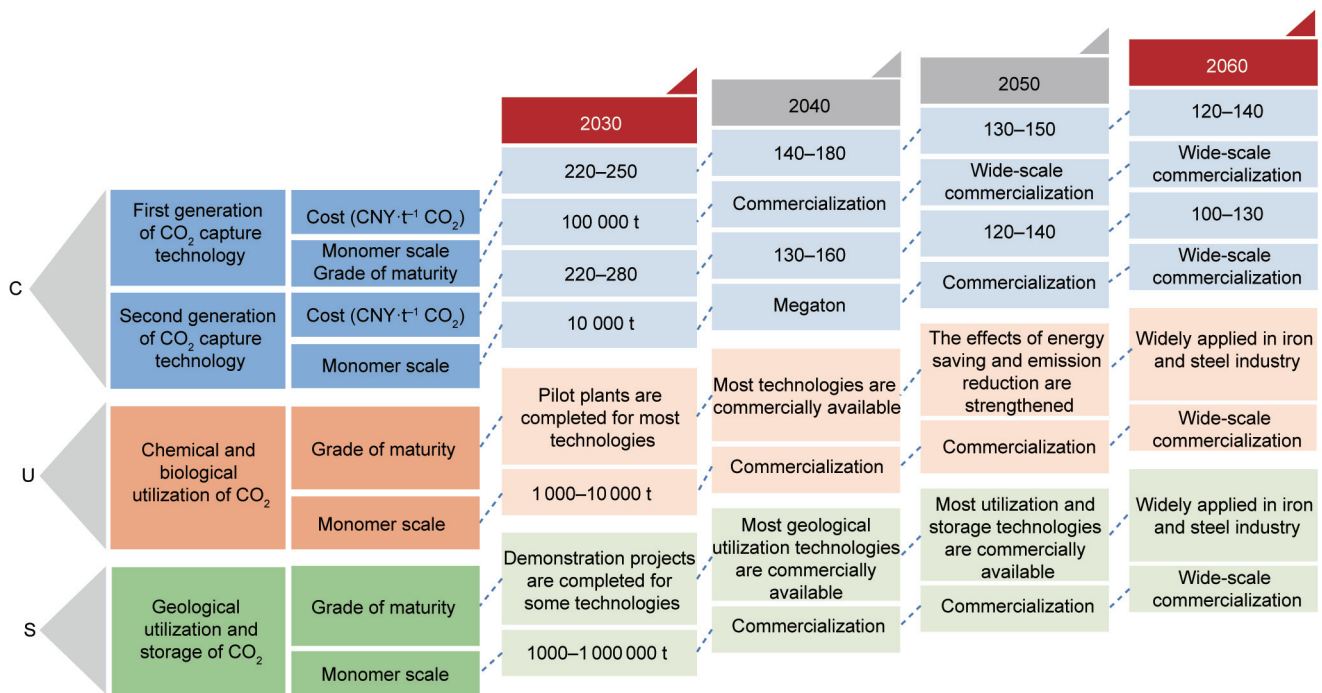 C
First generation
of CO₂ capture
technology
Cost (CNY·t⁻¹ CO₂)
Monomer scale
Grade of maturity
Second generation
of CO₂ capture
technology
Cost (CNY·t⁻¹ CO₂)
Monomer scale
U
Chemical and
biological
utilization of CO₂
Grade of maturity
Monomer scale
S
Geological
utilization and
storage of CO₂
Grade of maturity
Monomer scale
2030
220–250
100 000 t
220–280
10 000 t
Pilot plants are
completed for most
technologies
1 000–10 000 t
Demonstration projects
are completed for
some technologies
1000–1 000 000 t
2040
140–180
Commercialization
130–160
Megaton
Most technologies are
commercially available
Commercialization
Most geological
utilization technologies
are commercially
available
Commercialization
2050
130–150
Wide-scale
commercialization
120–140
Commercialization
The effects of energy
saving and emission
reduction are
strengthened
Commercialization
Most utilization and
storage technologies
are commercially
available
Commercialization
2060
120–140
Wide-scale
commercialization
100–130
Wide-scale
commercialization
Widely applied in iron
and steel industry
Wide-scale
commercialization
Widely applied in iron
and steel industry
Wide-scale
commercialization